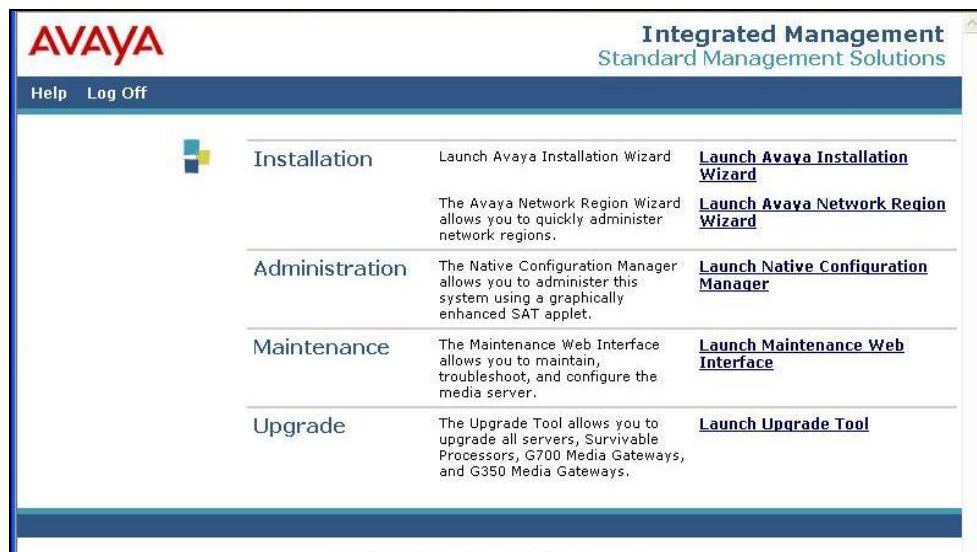 AVAYA
Integrated Management
Standard Management Solutions
Help Log Off
Installation
Launch Avaya Installation Wizard
Launch Avaya Installation
Wizard
The Avaya Network Region Wizard
allows you to quickly administer
network regions.
Launch Avaya Network Region
Wizard
Administration
The Native Configuration Manager
allows you to administer this
system using a graphically
enhanced SAT applet.
Launch Native Configuration
Manager
Maintenance
The Maintenance Web Interface
allows you to maintain,
troubleshoot, and configure the
media server.
Launch Maintenance Web
Interface
Upgrade
The Upgrade Tool allows you to
upgrade all servers, Survivable
Processors, G700 Media Gateways,
and G350 Media Gateways.
Launch Upgrade Tool